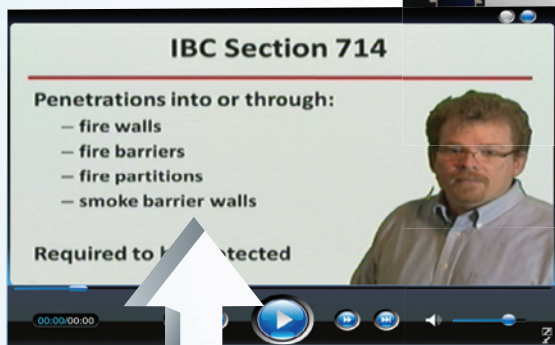 IBC Section 714
Penetrations into or through:
– fire walls
– fire barriers
– fire partitions
– smoke barrier walls
Required to tected
00:00/00:00